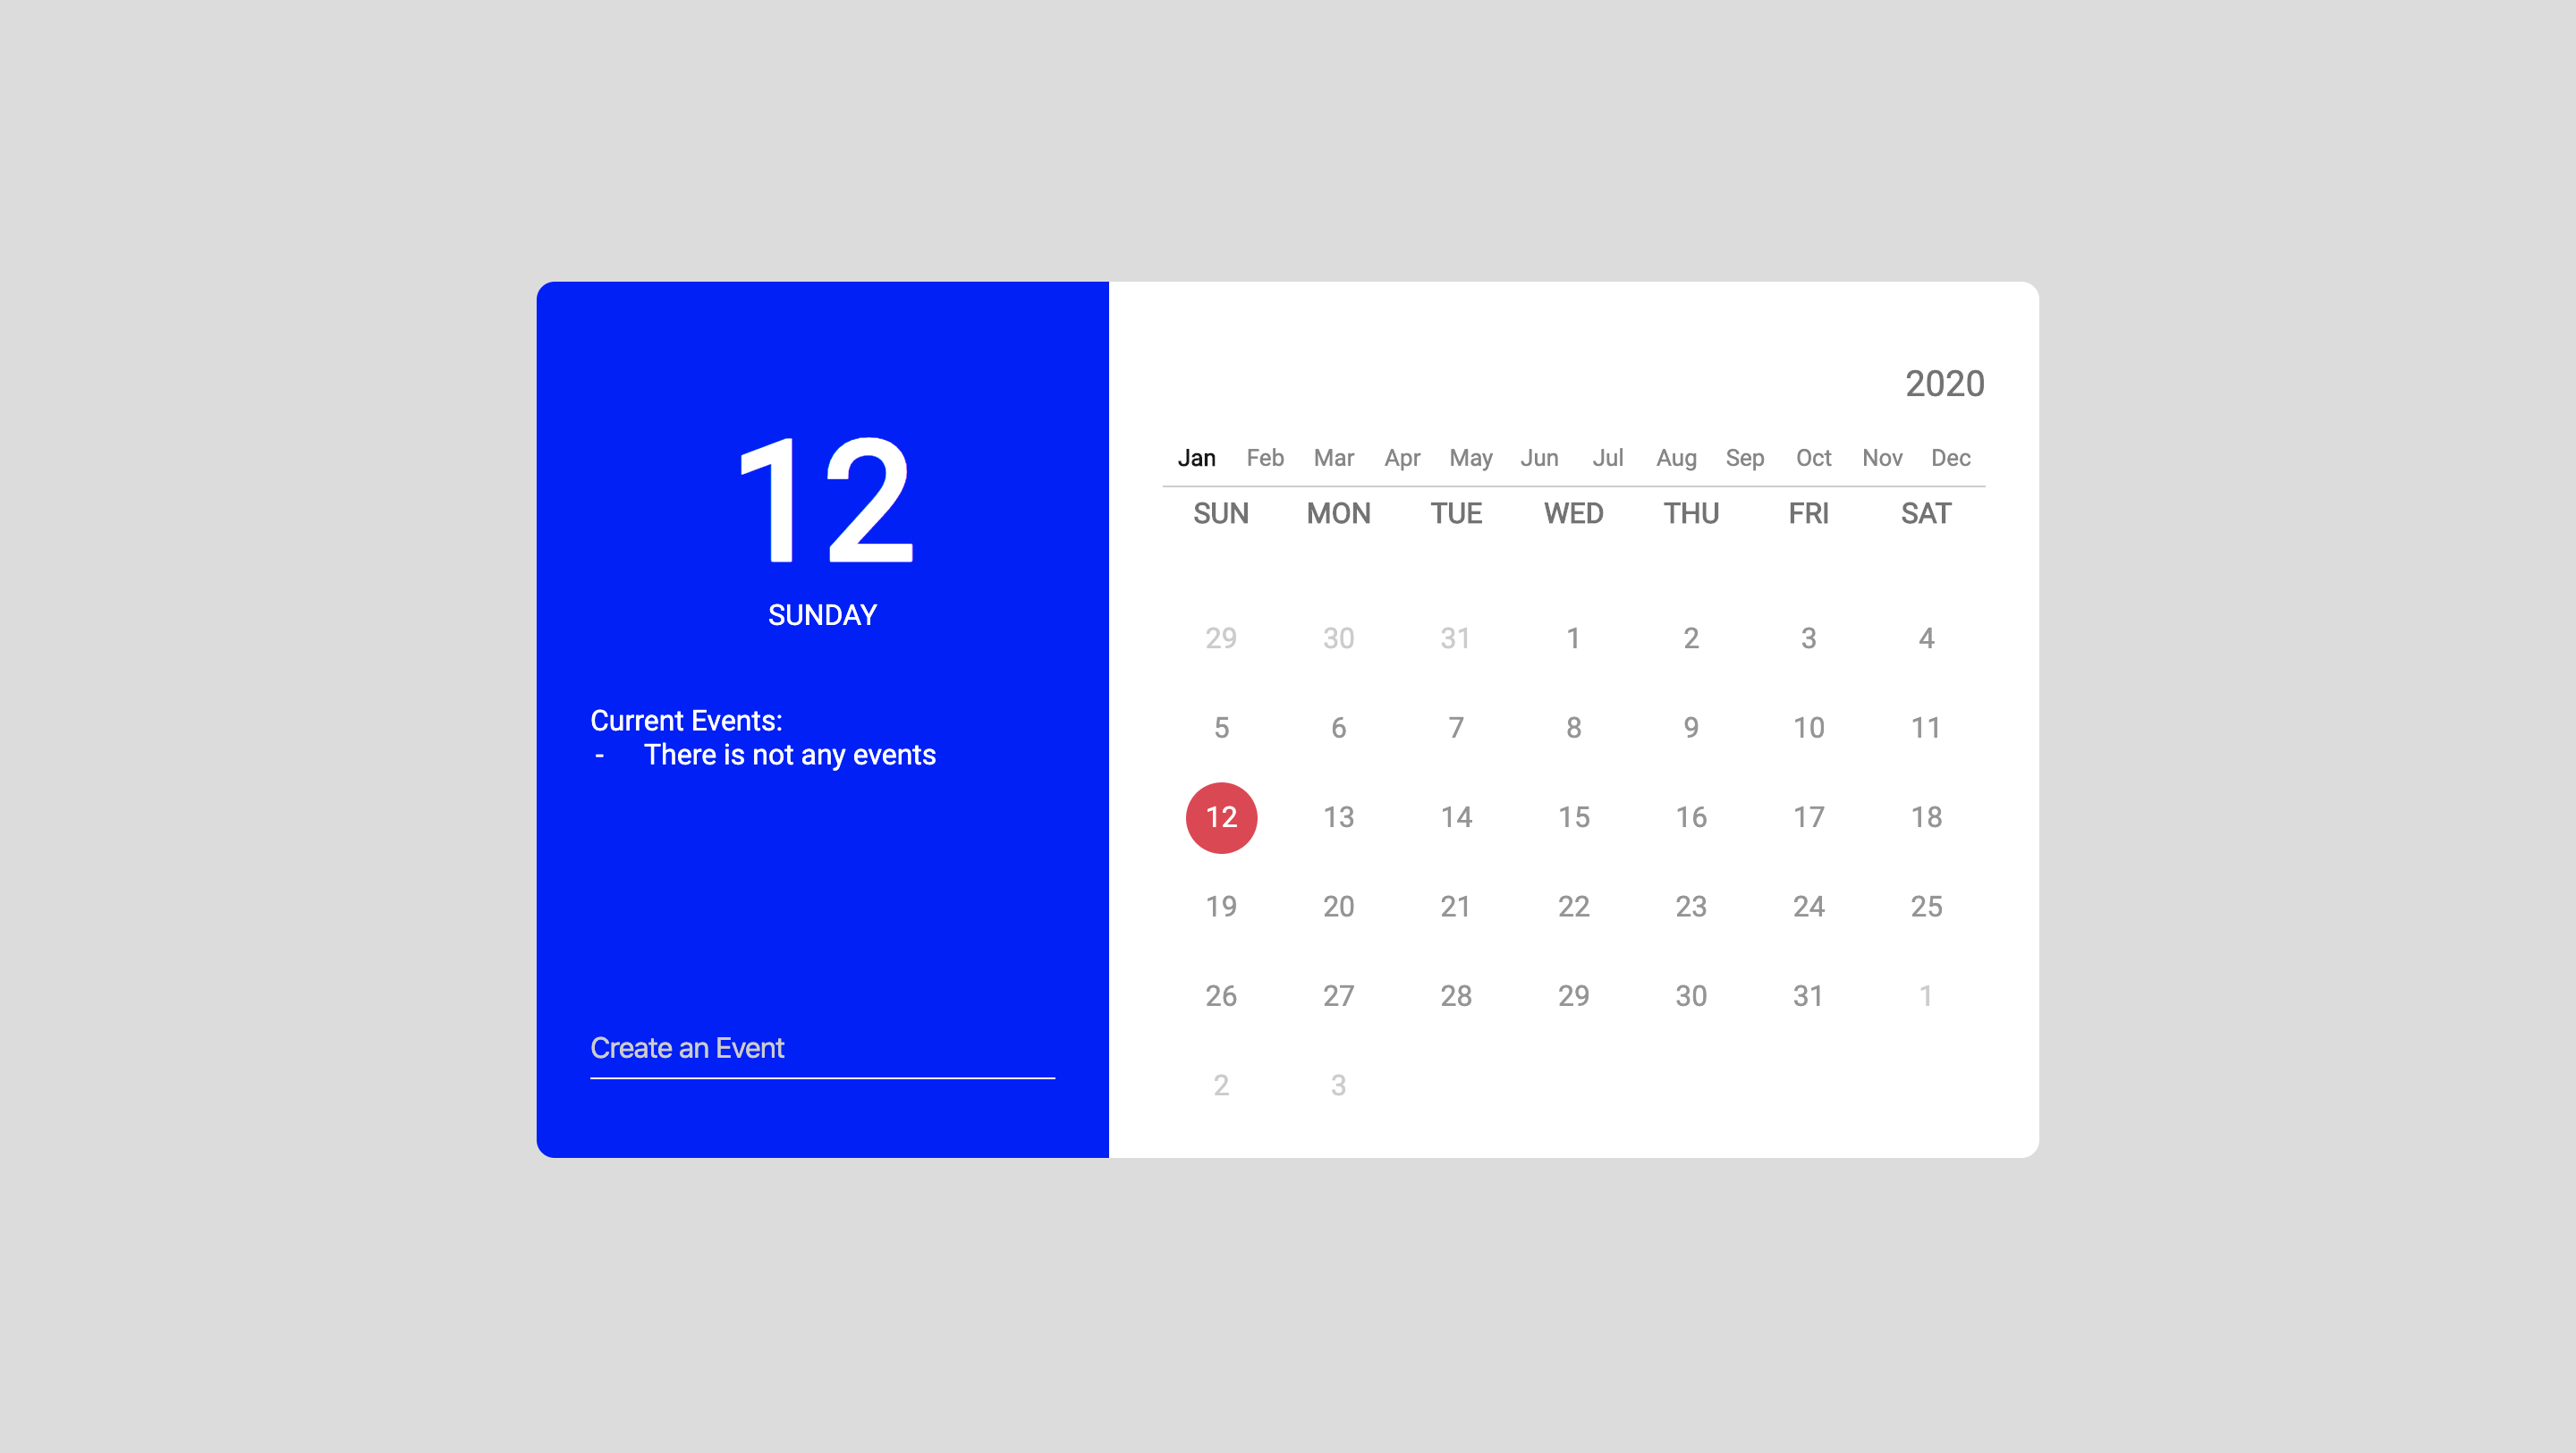 12
SUNDAY
Current Events:
- There is not any events
Create an Event
2020
Jan Feb Mar Apr May Jun Jul Aug Sep Oct Nov Dec
SUN MON TUE WED THU FRI SAT
29 30 31 1 2 3 4
5 6 7 8 9 10 11
12 13 14 15 16 17 18
19 20 21 22 23 24 25
26 27 28 29 30 31 1
2 3